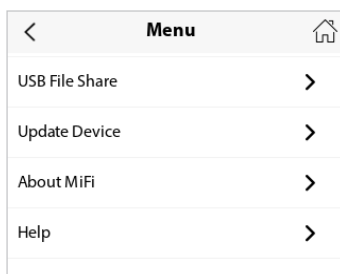 Menu
USB File Share
Update Device
About MiFi
Help